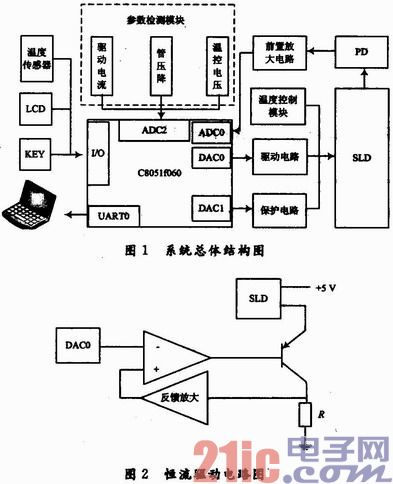 参数检测模块
驱动电流
管压降
温控电压
温度传感器
LCD
KEY
I/O
ADC2
ADC0
C8051f060
DAC0
DAC1
UART0
前置放大电路
PD
温度控制模块
驱动电路
保护电路
SLD
图 1 系统总体结构图
SLD
+5 V
DAC0
-
+
反馈放大
R
图 2 恒流驱动电路图
21ic电子网
.com